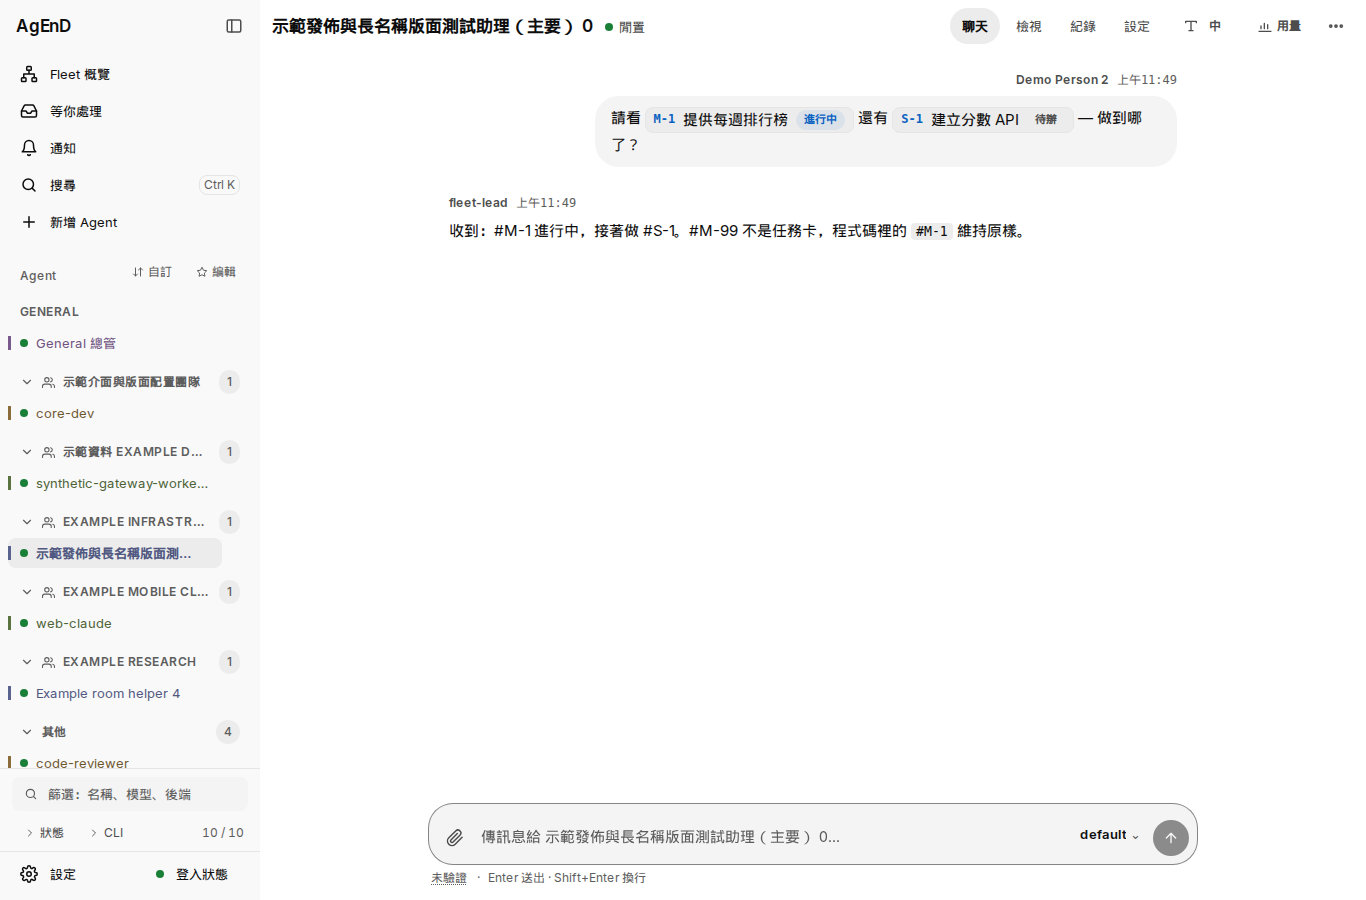 AgEnd
Fleet 概覽
等你處理
通知
搜尋 Ctrl K
新增 Agent
Agent 自訂 編輯
GENERAL
General 總管
示範介面與版面配置團隊 1
core-dev
示範資料 EXAMPLE D... 1
synthetic-gateway-worke...
EXAMPLE INFRASTR... 1
示範發佈與長名稱版面測...
EXAMPLE MOBILE CL... 1
web-claude
EXAMPLE RESEARCH 1
Example room helper 4
其他 4
code-reviewer
篩選：名稱、模型、後端
狀態 CLI 10 / 10
設定 登入狀態
示範發佈與長名稱版面測試助理（主要）0 閒置
聊天 檢視 紀錄 設定 中 用量
Demo Person 2 上午11:49
請看 M-1 提供每週排行榜 進行中 還有 S-1 建立分數 API 待辦 — 做到哪
了？
fleet-lead 上午11:49
收到：#M-1進行中，接著做 #S-1。#M-99 不是任務卡，程式碼裡的 #M-1 維持原樣。
傳訊息給 示範發佈與長名稱版面測試助理（主要）0... default
未驗證 · Enter 送出 · Shift+Enter 換行